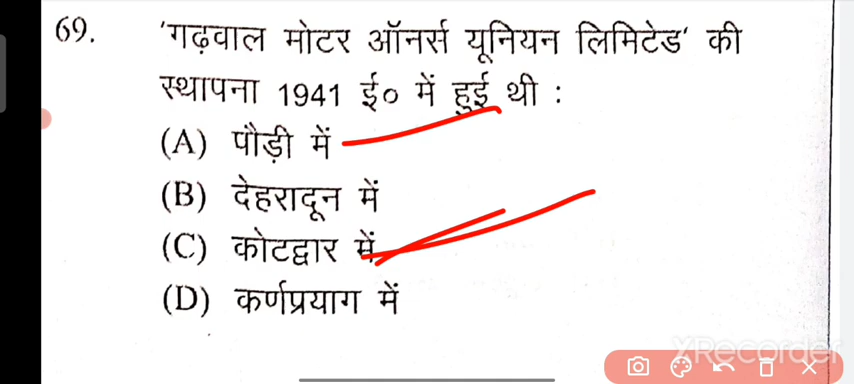 69. 'गढ़वाल मोटर ऑनर्स यूनियन लिमिटेड' की
स्थापना 1941 ई० में हुई थी :
(A) पौड़ी में
(B) देहरादून में
(C) कोटद्वार में
(D) कर्णप्रयाग में
XRecorder